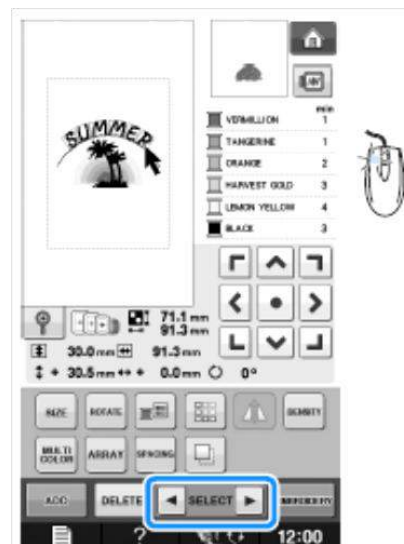 SUMMER
min
VERMILLION 1
TANGERINE 1
ORANGE 2
HARVEST GOLD 3
LEMON YELLOW 4
BLACK 3
71.1 mm
91.3 mm
30.0 mm 91.3 mm
+ 30.5 mm + 0.0 mm 0°
SIZE ROTATE DENSITY
MULTI COLOR ARRAY SPACING
ADD DELETE SELECT EMBROIDERY
? 12:00